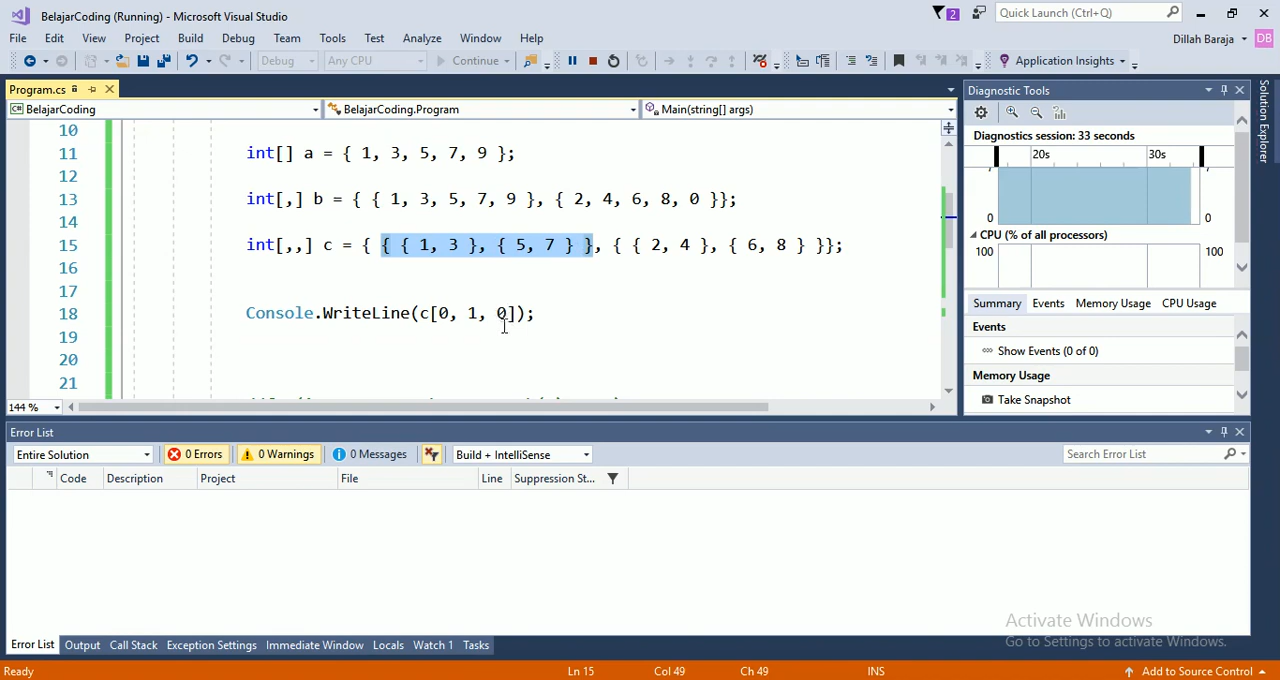 BelajarCoding (Running) - Microsoft Visual Studio
2
Quick Launch (Ctrl+Q)
File Edit View Project Build Debug Team Tools Test Analyze Window Help
Dillah Baraja
DB
Debug Any CPU Continue Application Insights
Program.cs
BelajarCoding BelajarCoding.Program Main(string[] args)
10
11 int[] a = { 1, 3, 5, 7, 9 };
12
13 int[,] b = { { 1, 3, 5, 7, 9 }, { 2, 4, 6, 8, 0 }};
14
15 int[,,] c = { { { 1, 3 }, { 5, 7 } }, { { 2, 4 }, { 6, 8 } }};
16
17
18 Console.WriteLine(c[0, 1, 0]);
19
20
21
144 %
Diagnostic Tools
Diagnostics session: 33 seconds
20s 30s
0 0
CPU (% of all processors)
100 100
Summary Events Memory Usage CPU Usage
Events
Show Events (0 of 0)
Memory Usage
Take Snapshot
Solution Explorer
Error List
Entire Solution 0 Errors 0 Warnings 0 Messages Build + IntelliSense Search Error List
Code Description Project File Line Suppression St...
Activate Windows
Go to Settings to activate Windows.
Error List Output Call Stack Exception Settings Immediate Window Locals Watch 1 Tasks
Ready Ln 15 Col 49 Ch 49 INS Add to Source Control